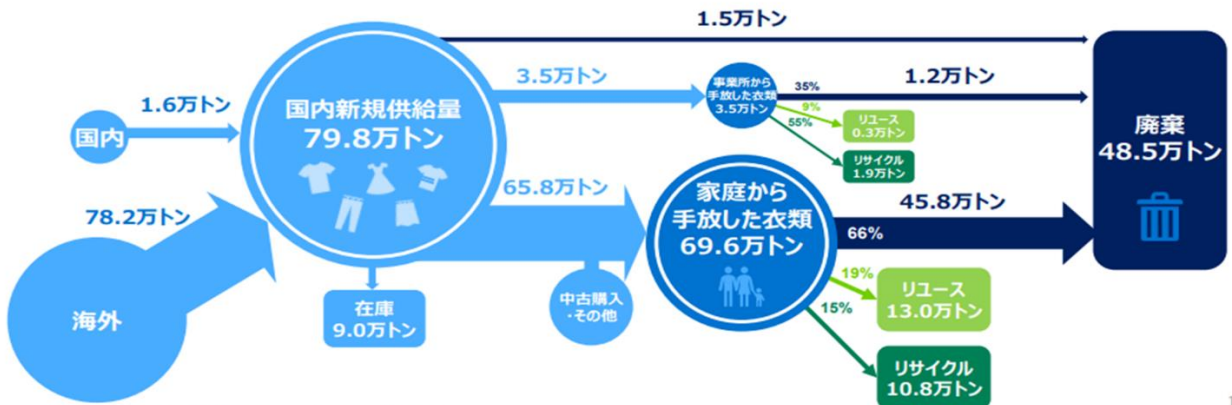 1.5万トン
1.6万トン
国内
国内新規供給量
79.8万トン
3.5万トン
事業所から
手放した衣類
3.5万トン
35%
1.2万トン
9%
リユース
0.3万トン
55%
リサイクル
1.9万トン
廃棄
48.5万トン
78.2万トン
海外
65.8万トン
家庭から
手放した衣類
69.6万トン
45.8万トン
66%
在庫
9.0万トン
中古購入
・その他
19%
リユース
13.0万トン
15%
リサイクル
10.8万トン